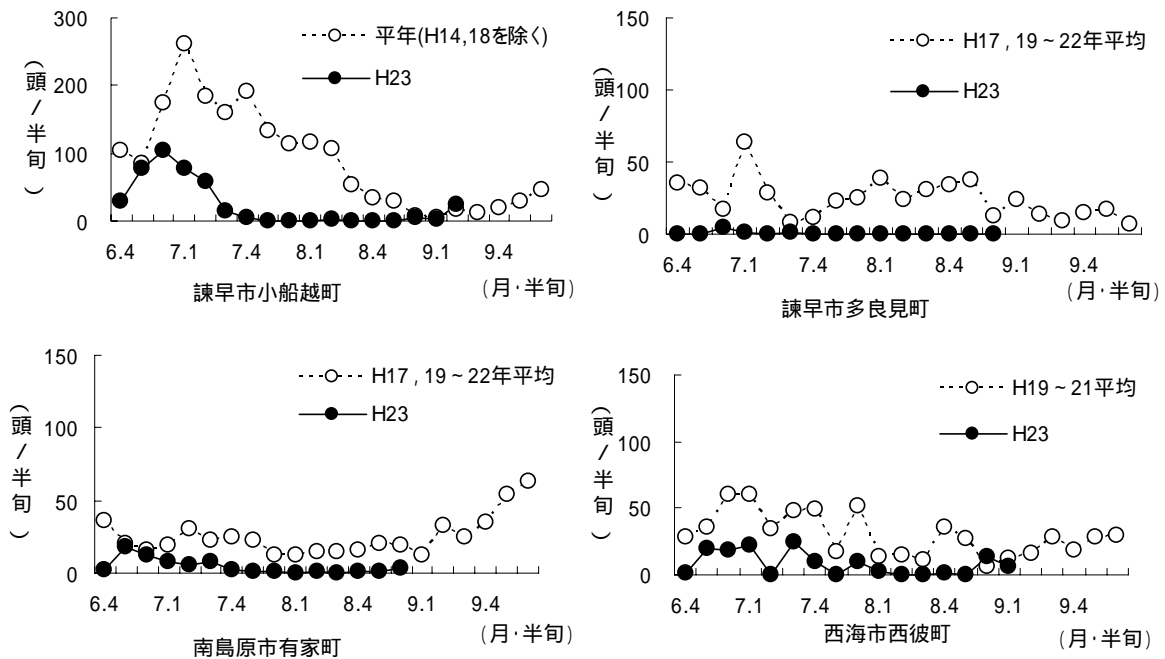 300
200
100
0
(頭/半旬)
平年(H14,18を除く)
H23
6.4 7.1 7.4 8.1 8.4 9.1 9.4
(月・半旬)
諫早市小船越町
150
100
50
0
(頭/半旬)
H17,19~22年平均
H23
6.4 7.1 7.4 8.1 8.4 9.1 9.4
(月・半旬)
諫早市多良見町
150
100
50
0
(頭/半旬)
H17,19~22年平均
H23
6.4 7.1 7.4 8.1 8.4 9.1 9.4
(月・半旬)
南島原市有家町
150
100
50
0
(頭/半旬)
H19~21平均
H23
6.4 7.1 7.4 8.1 8.4 9.1 9.4
(月・半旬)
西海市西彼町